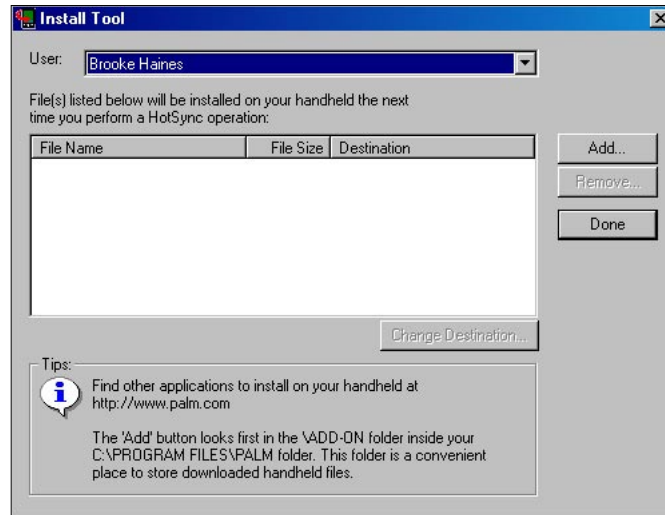 Install Tool
User: Brooke Haines
File(s) listed below will be installed on your handheld the next
time you perform a HotSync operation:
File Name File Size Destination
Add...
Remove...
Done
Change Destination...
Tips:
Find other applications to install on your handheld at
http://www.palm.com
The 'Add' button looks first in the \ADD-ON folder inside your
C:\PROGRAM FILES\PALM folder. This folder is a convenient
place to store downloaded handheld files.